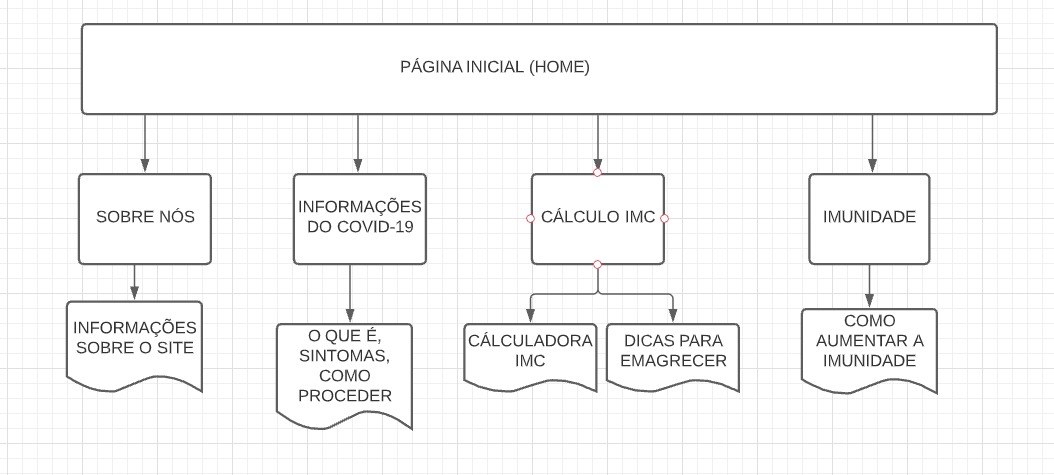 PÁGINA INICIAL (HOME)
SOBRE NÓS
INFORMAÇÕES
DO COVID-19
CÁLCULO IMC
IMUNIDADE
INFORMAÇÕES
SOBRE O SITE
O QUE É,
SINTOMAS,
COMO
PROCEDER
CÁLCULADORA
IMC
DICAS PARA
EMAGRECER
COMO
AUMENTAR A
IMUNIDADE